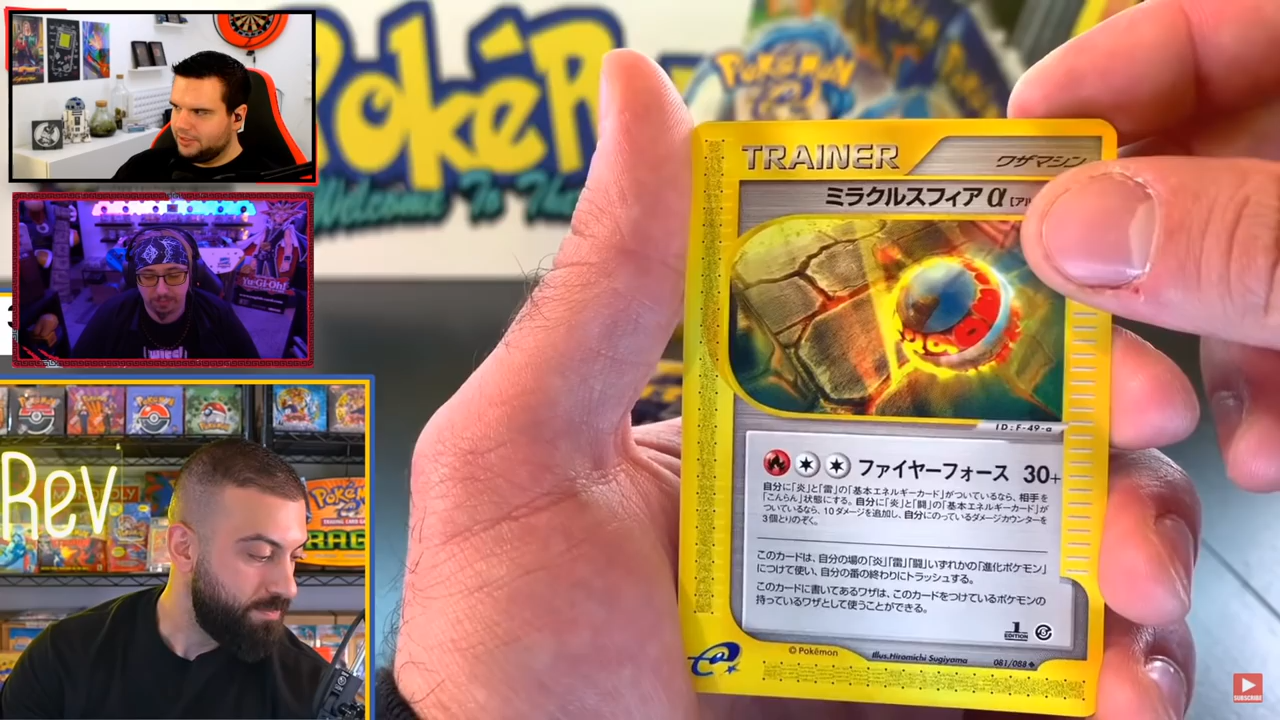 PokéR
Welcome To The
POKÉMON
Yu-Gi-Oh!
Rev
MONOPOLY
POKÉMON
TRAINER
ワザマシン
ミラクルスフィア α
ID:F-49-α
ファイヤーフォース 30+
自分に「炎」と「雷」の「基本エネルギーカード」がついているなら、相手を
「こんらん」状態にする。自分に「炎」と「闘」の「基本エネルギーカード」が
ついているなら、10ダメージを追加し、自分にのっているダメージカウンターを
3個とりのぞく。
このカードは、自分の場の「炎」「雷」「闘」いずれかの「進化ポケモン」
につけて使い、自分の番の終わりにトラッシュする。
このカードに書いてあるワザは、このカードをつけているポケモンの
持っているワザとして使うことができる。
1
EDITION
© Pokémon
Illus.Hiromichi Sugiyama
081/088
e
SUBSCRIBE